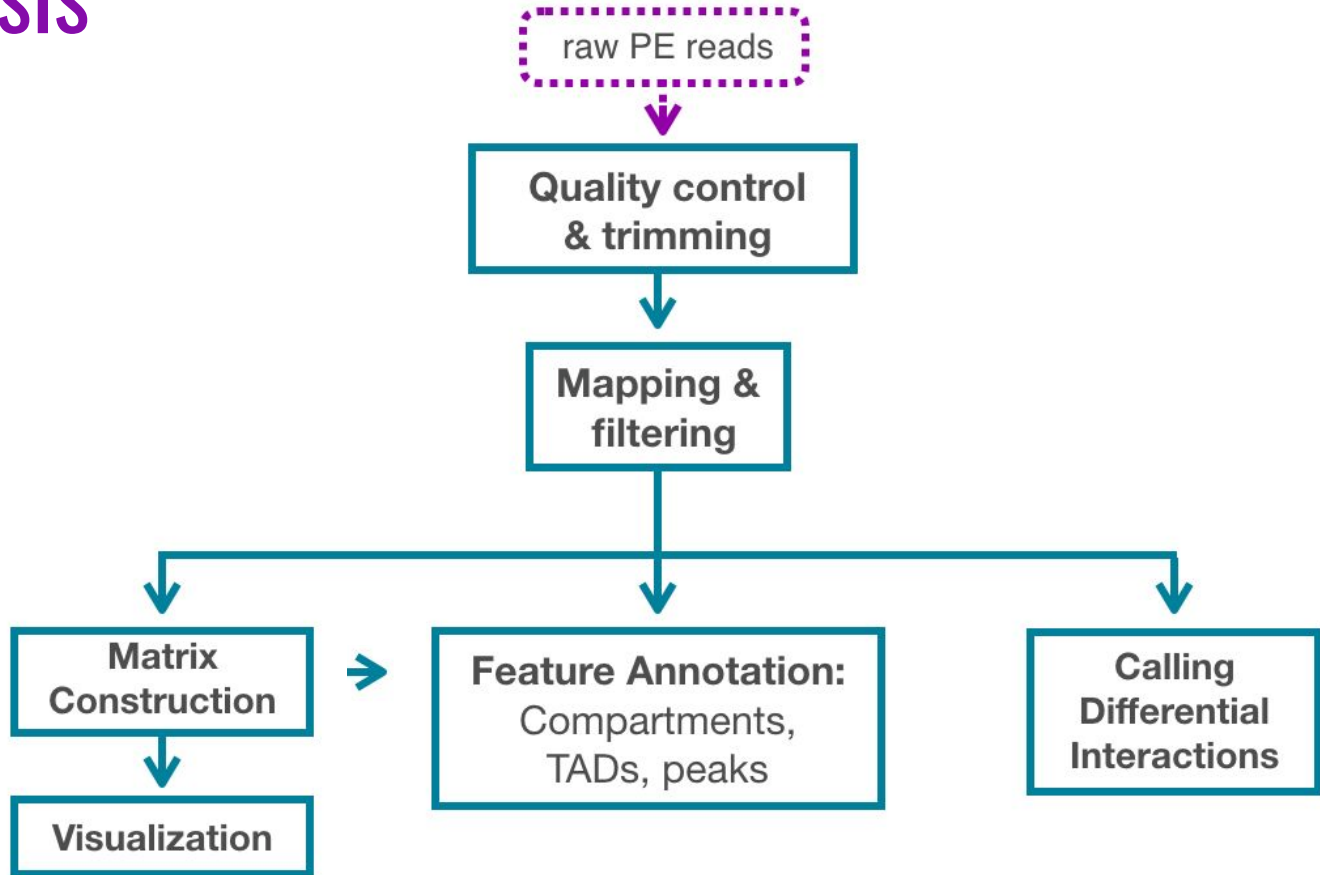 SIS
raw PE reads
Quality control
& trimming
Mapping &
filtering
Matrix
Construction
Feature Annotation:
Compartments,
TADs, peaks
Calling
Differential
Interactions
Visualization